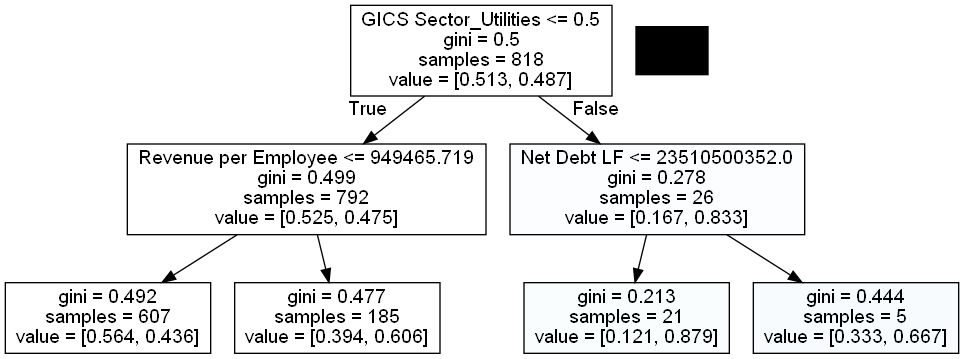 GICS Sector_Utilities <= 0.5
gini = 0.5
samples = 818
value = [0.513, 0.487]
True
False
Revenue per Employee <= 949465.719
gini = 0.499
samples = 792
value = [0.525, 0.475]
Net Debt LF <= 23510500352.0
gini = 0.278
samples = 26
value = [0.167, 0.833]
gini = 0.492
samples = 607
value = [0.564, 0.436]
gini = 0.477
samples = 185
value = [0.394, 0.606]
gini = 0.213
samples = 21
value = [0.121, 0.879]
gini = 0.444
samples = 5
value = [0.333, 0.667]